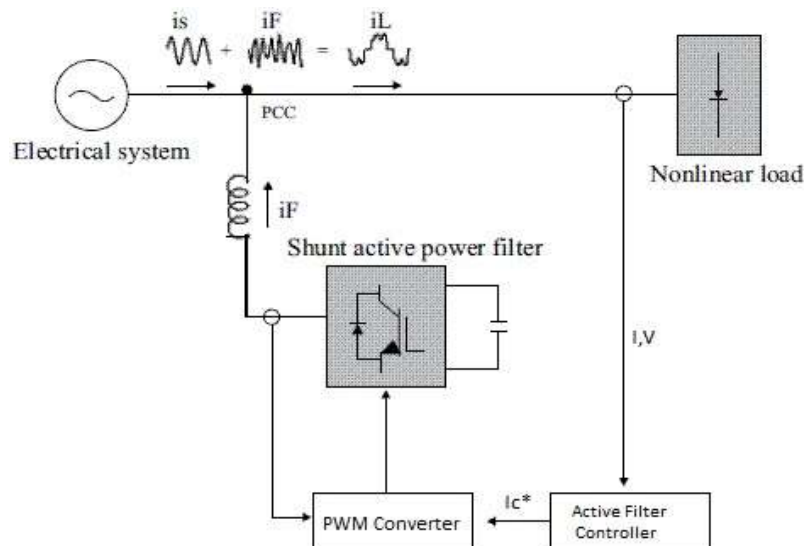 is + iF = iL
PCC
Electrical system
Nonlinear load
iF
Shunt active power filter
I,V
Ic*
PWM Converter
Active Filter
Controller